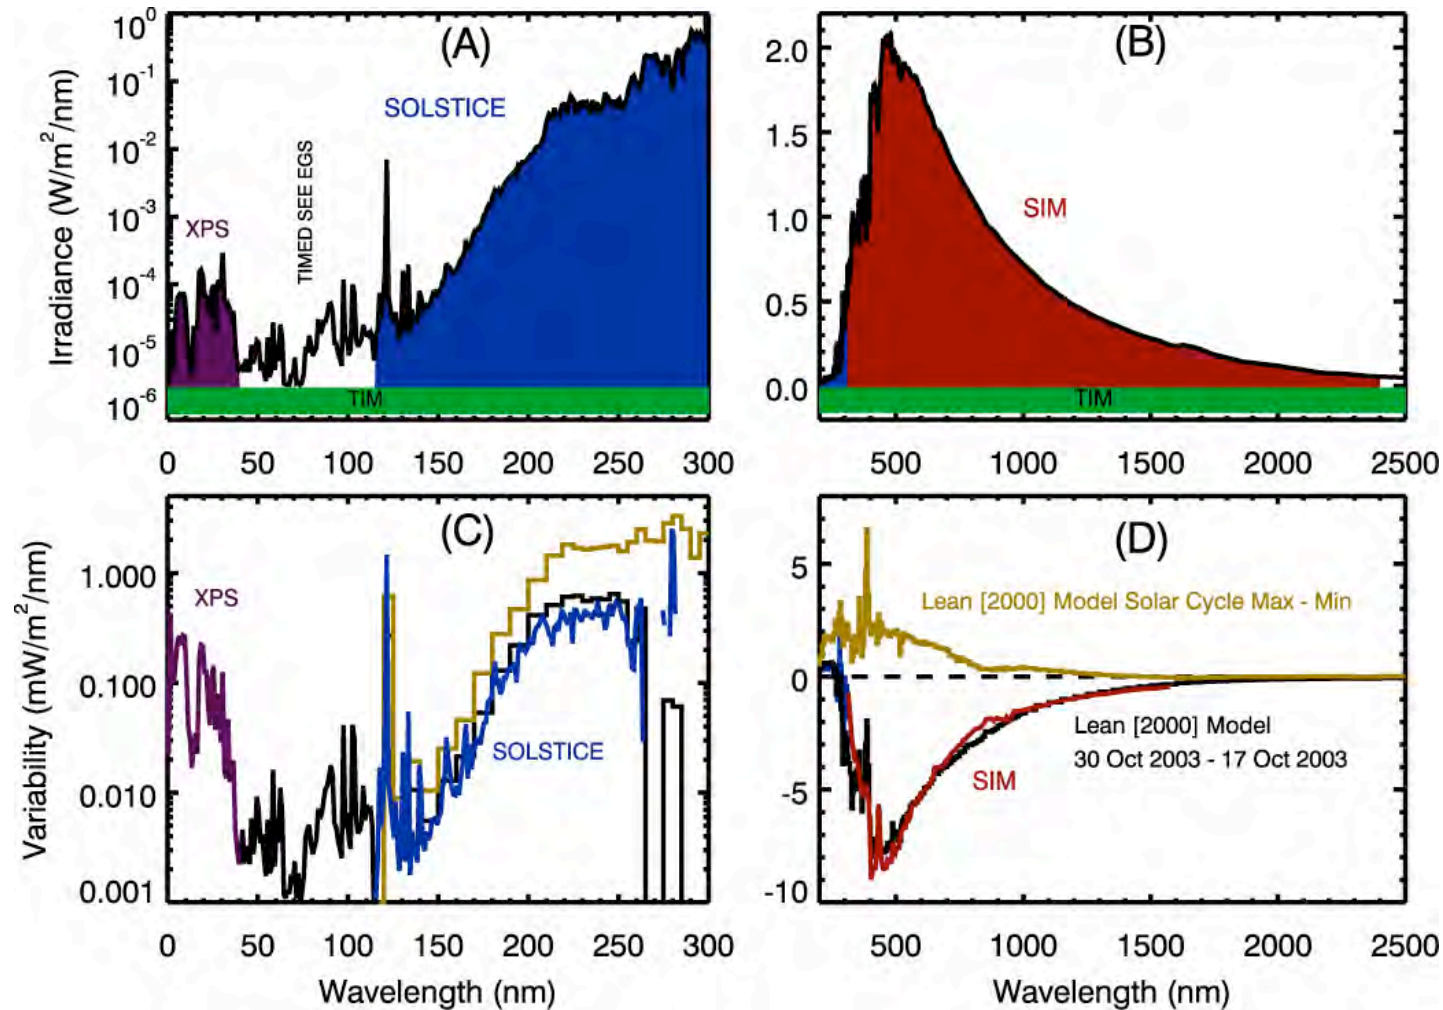 (A)
Irradiance (W/m²/nm)
10⁰
10⁻¹
10⁻²
10⁻³
10⁻⁴
10⁻⁵
10⁻⁶
XPS
TIMED SEE EGS
SOLSTICE
TIM
0 50 100 150 200 250 300
(B)
2.0
1.5
1.0
0.5
0.0
SIM
TIM
500 1000 1500 2000 2500
(C)
Variability (mW/m²/nm)
1.000
0.100
0.010
0.001
XPS
SOLSTICE
0 50 100 150 200 250 300
Wavelength (nm)
(D)
5
0
-5
-10
Lean [2000] Model Solar Cycle Max - Min
Lean [2000] Model
30 Oct 2003 - 17 Oct 2003
SIM
500 1000 1500 2000 2500
Wavelength (nm)